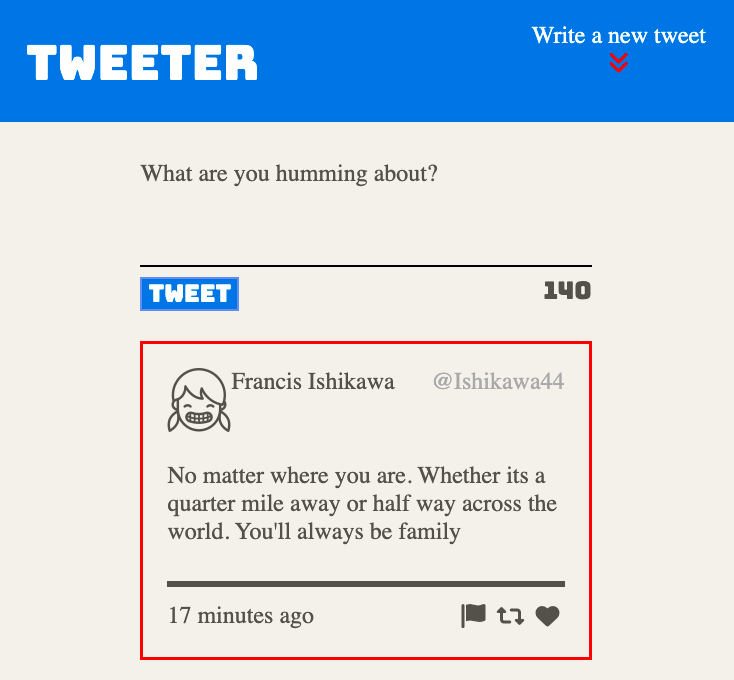 TWEETER
Write a new tweet
What are you humming about?
TWEET
140
Francis Ishikawa
@Ishikawa44
No matter where you are. Whether its a
quarter mile away or half way across the
world. You'll always be family
17 minutes ago